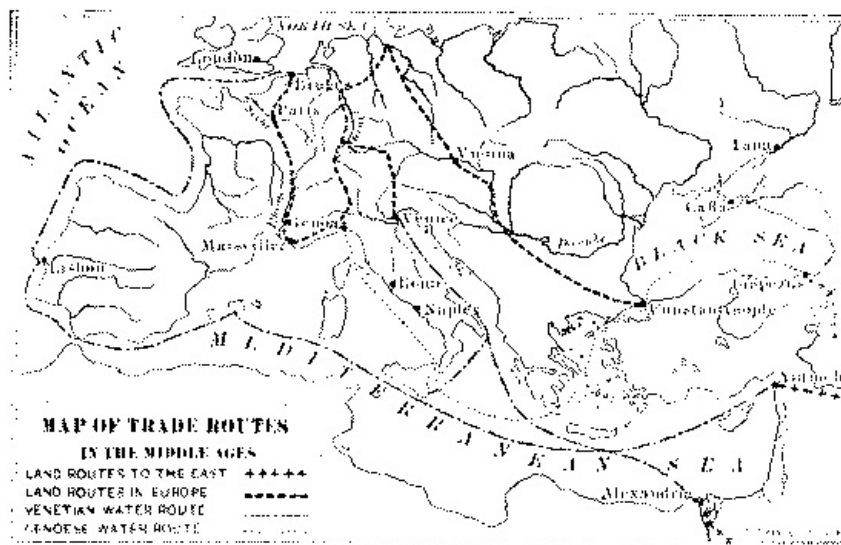 NORTH SEA
London
ATLANTIC
OCEAN
Bruges
Paris
Vienna
Tana
Caffa
Genoa
Venice
Marseilles
BLACK SEA
Lisbon
Rome
Naples
Constantinople
MEDITERRANEAN SEA
MAP OF TRADE ROUTES
IN THE MIDDLE AGES
LAND ROUTES TO THE EAST
LAND ROUTES IN EUROPE
VENETIAN WATER ROUTE
GENOESE WATER ROUTE
Alexandria